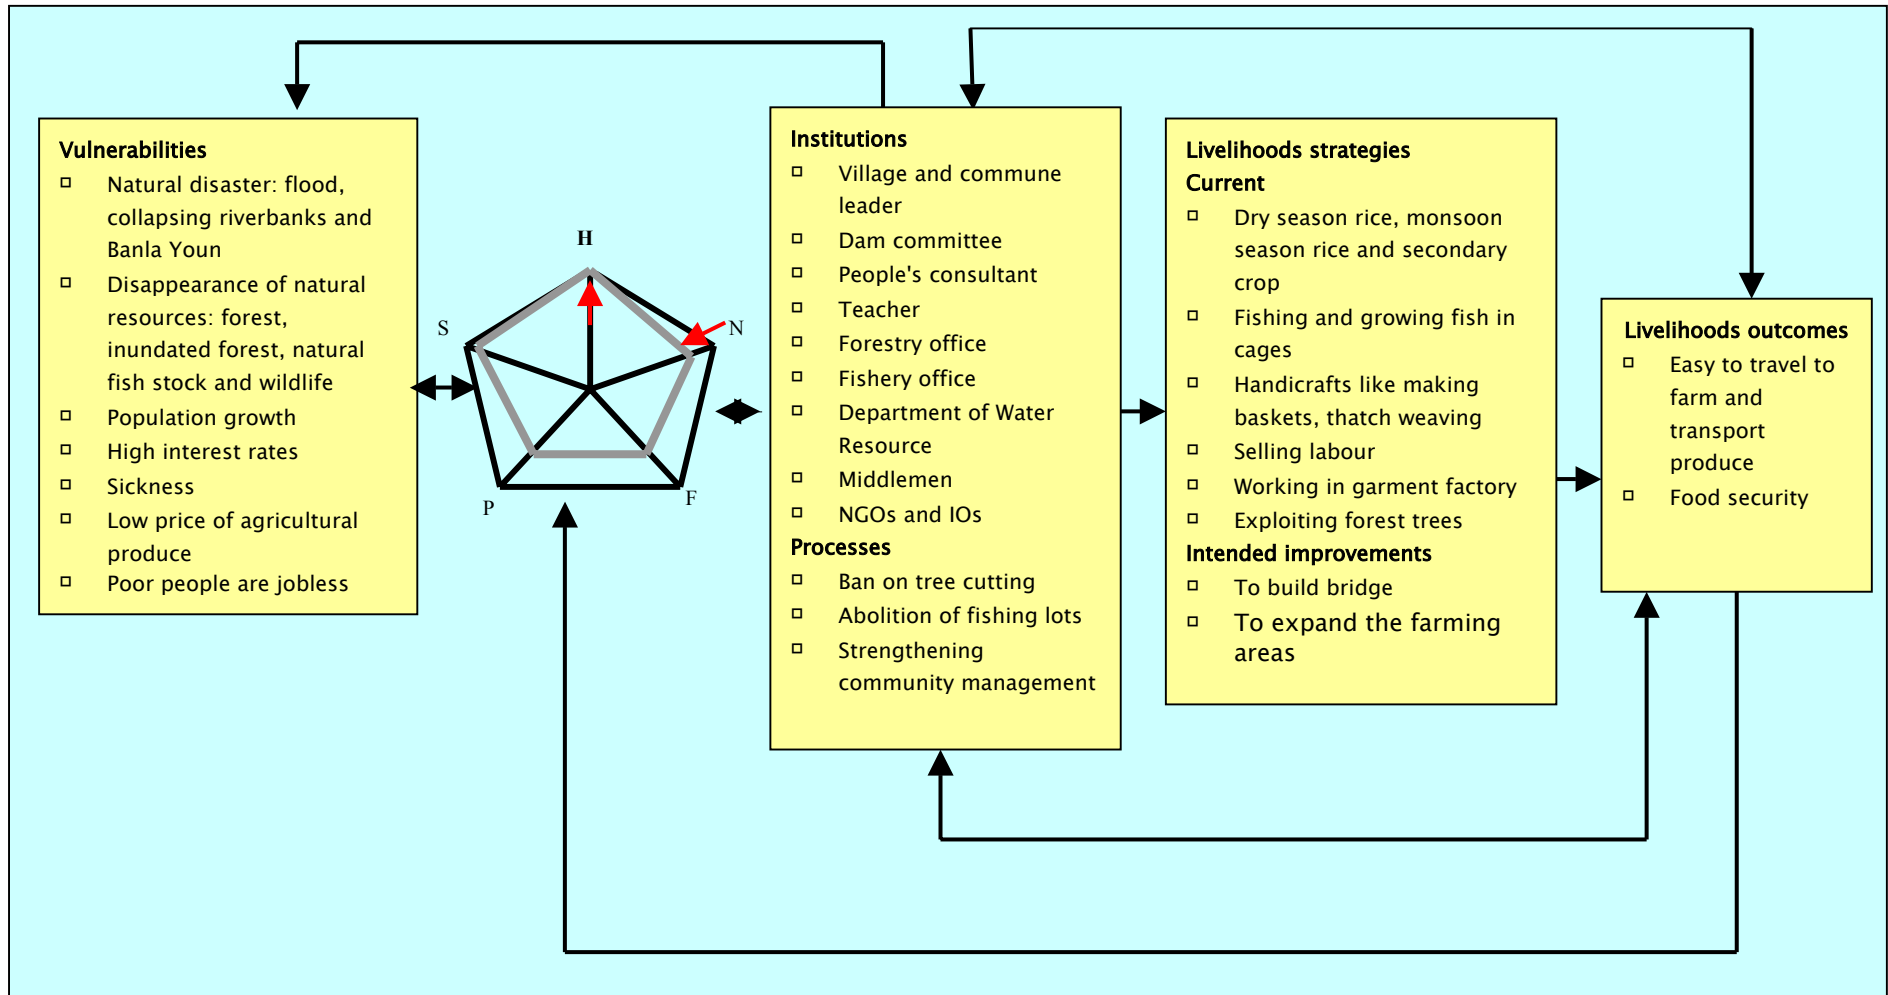 Vulnerabilities
Natural disaster: flood,
collapsing riverbanks and
Banla Youn
Disappearance of natural
resources: forest,
inundated forest, natural
fish stock and wildlife
Population growth
High interest rates
Sickness
Low price of agricultural
produce
Poor people are jobless
H
S
N
P
F
Institutions
Village and commune
leader
Dam committee
People's consultant
Teacher
Forestry office
Fishery office
Department of Water
Resource
Middlemen
NGOs and IOs
Processes
Ban on tree cutting
Abolition of fishing lots
Strengthening
community management
Livelihoods strategies
Current
Dry season rice, monsoon
season rice and secondary
crop
Fishing and growing fish in
cages
Handicrafts like making
baskets, thatch weaving
Selling labour
Working in garment factory
Exploiting forest trees
Intended improvements
To build bridge
To expand the farming
areas
Livelihoods outcomes
Easy to travel to
farm and
transport
produce
Food security